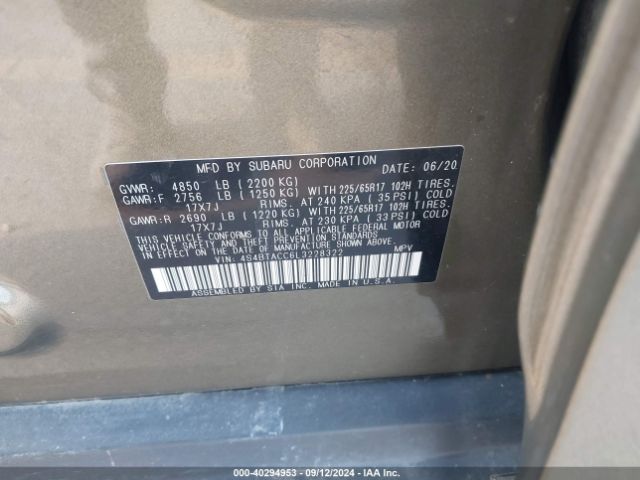 MFD BY SUBARU CORPORATION DATE: 06/20
GVWR: 4850 LB (2200 KG)
GAWR:F 2756 LB (1250 KG) WITH 225/65R17 102H TIRES.
17X7J RIMS. AT 240 KPA (35 PSI) COLD
GAWR:R 2690 LB (1220 KG) WITH 225/65R17 102H TIRES.
17X7J RIMS. AT 230 KPA (33 PSI) COLD
THIS VEHICLE CONFORMS TO ALL APPLICABLE FEDERAL MOTOR
VEHICLE SAFETY AND THEFT PREVENTION STANDARDS
IN EFFECT ON THE DATE OF MANUFACTURE SHOWN ABOVE.
VIN: 4S4BTACC6L3228322 MPV
ASSEMBLED BY SIA INC. MADE IN U.S.A.
000-40294953 - 09/12/2024 - IAA, Inc.